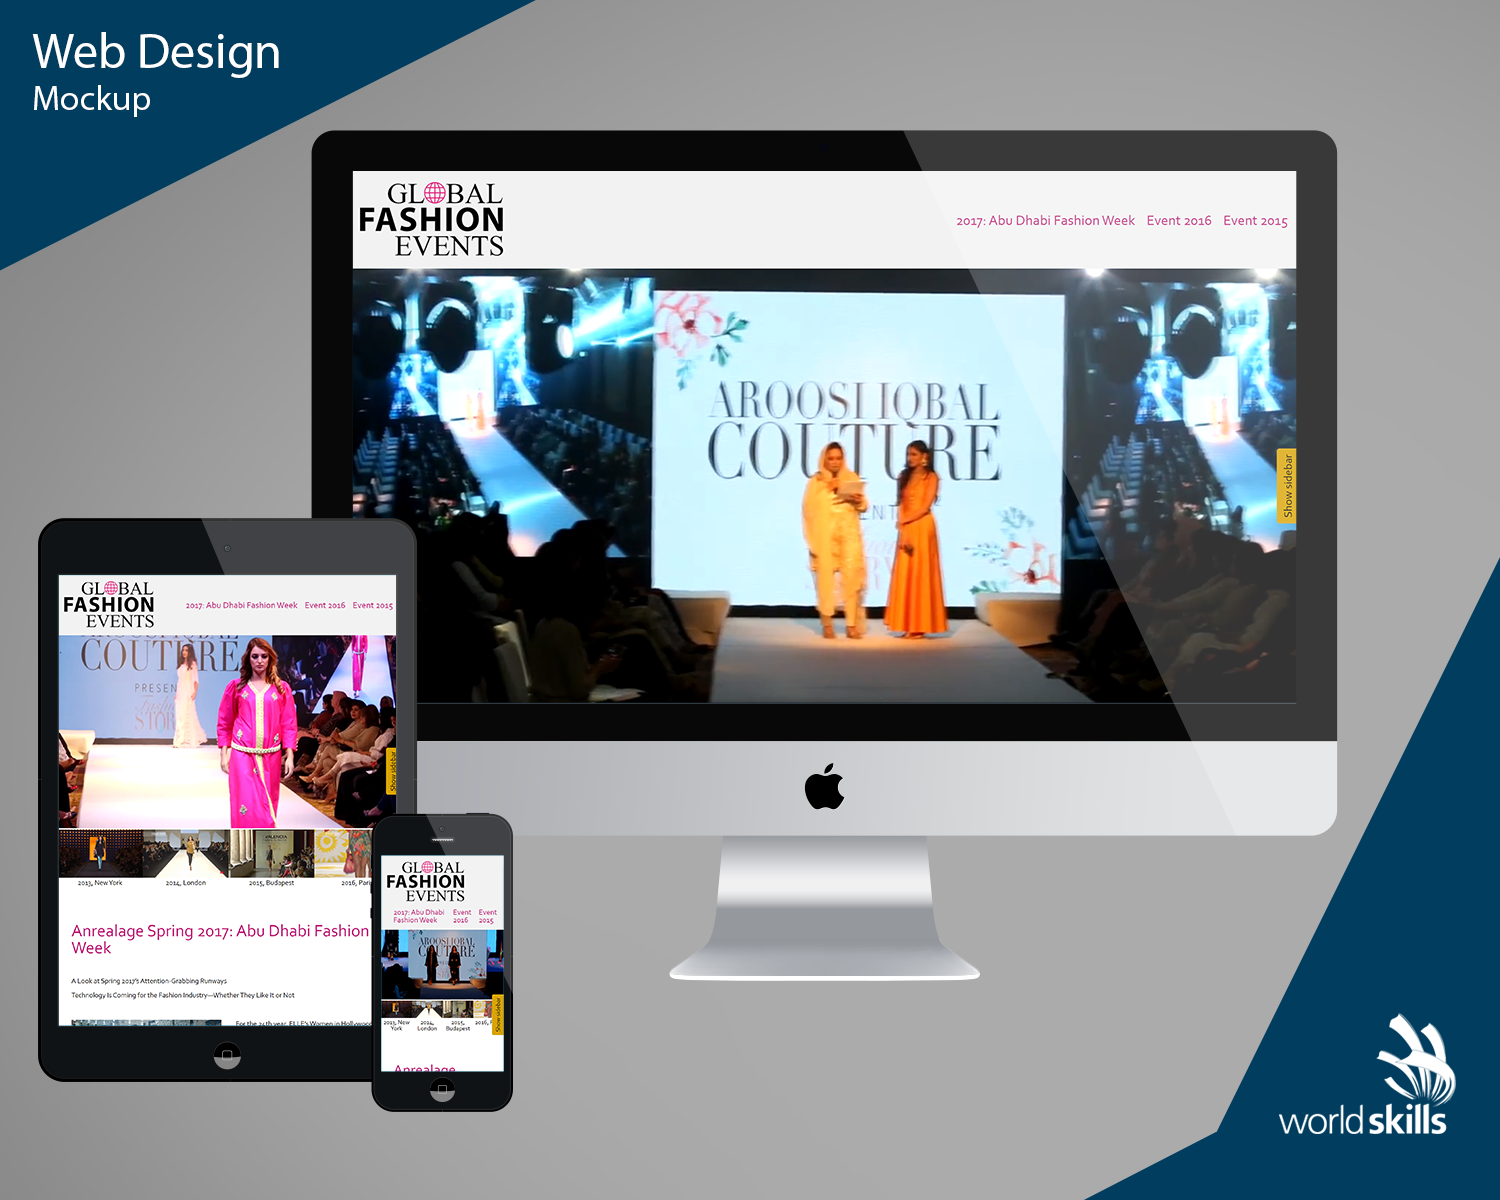 Web Design
Mockup
GLOBAL
FASHION
EVENTS
2017: Abu Dhabi Fashion Week Event 2016 Event 2015
AROOSI IQBAL
COUTURE
Show sidebar
GLOBAL
FASHION
EVENTS
2017: Abu Dhabi Fashion Week Event 2016 Event 2015
AROOSI IQBAL
COUTURE
PRESEN
STOR
Show sidebar
VALENCIA
2013, New York
2014, London
2015, Budapest
2016, Pari
Anrealage Spring 2017: Abu Dhabi Fashion
Week
A Look at Spring 2017's Attention-Grabbing Runways
Technology Is Coming for the Fashion Industry—Whether They Like It or Not
For the 24th year, ELLE's Women in Hollywood
GLOBAL
FASHION
EVENTS
2017: Abu Dhabi
Fashion Week
Event
2016
Event
2015
AROOSI IQBAL
COUTURE
Show sidebar
2013, New
York
2014,
London
2015,
Budapest
2016,
Anrealage
worldskills